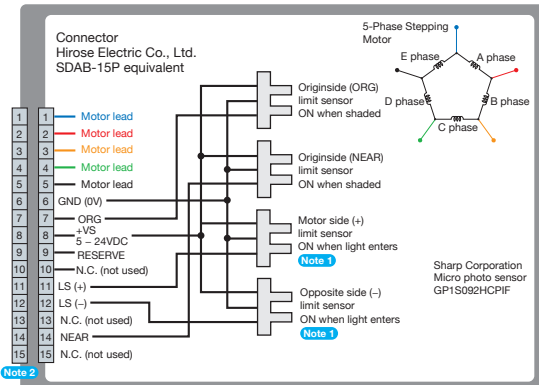 Connector
Hirose Electric Co., Ltd.
SDAB-15P equivalent
5-Phase Stepping
Motor
E phase
A phase
D phase
B phase
C phase
Originside (ORG)
limit sensor
ON when shaded
Originside (NEAR)
limit sensor
ON when shaded
Motor side (+)
limit sensor
ON when light enters
Note 1
Opposite side (–)
limit sensor
ON when light enters
Note 1
Sharp Corporation
Micro photo sensor
GP1S092HCPIF
1 1 Motor lead
2 2 Motor lead
3 3 Motor lead
4 4 Motor lead
5 5 Motor lead
6 6 GND (0V)
7 7 ORG
8 8 +VS
5 – 24VDC
9 9 RESERVE
10 10 N.C. (not used)
11 11 LS (+)
12 12 LS (–)
13 13 N.C. (not used)
14 14 NEAR
15 15 N.C. (not used)
Note 2